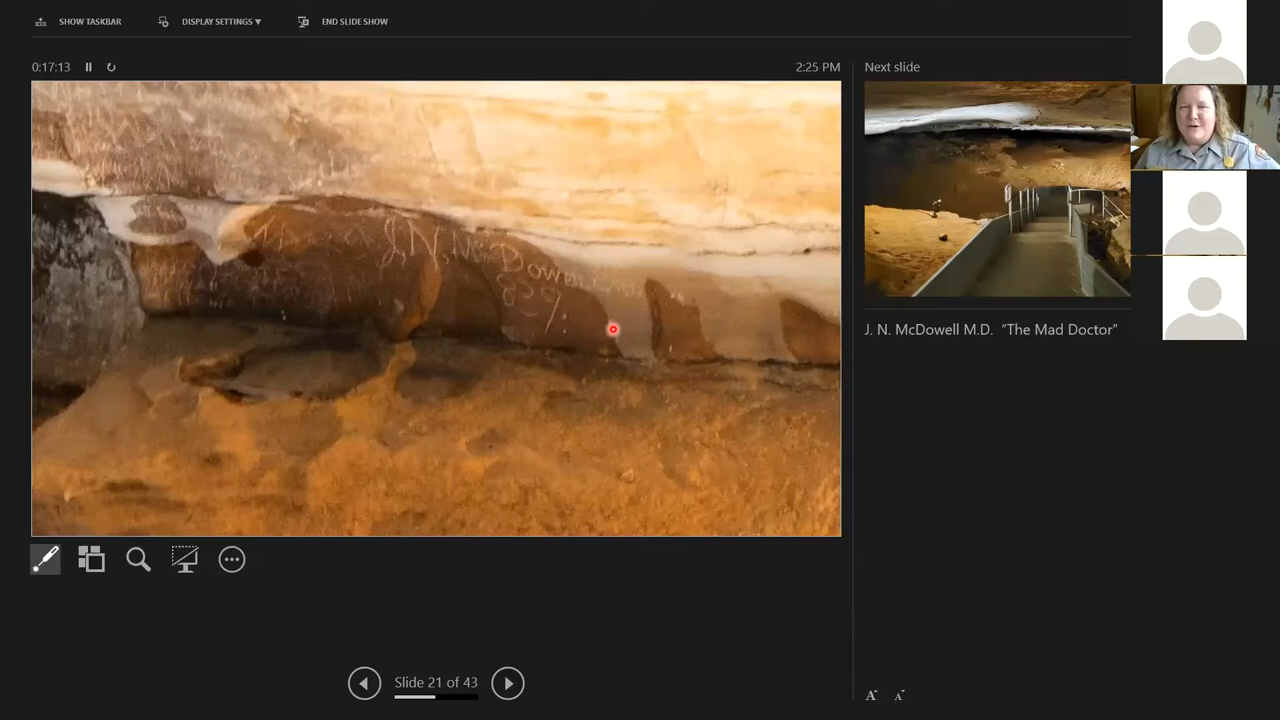 SHOW TASKBAR
DISPLAY SETTINGS ▼
END SLIDE SHOW
0:17:13
2:25 PM
Next slide
J. N. McDow
J. N. McDowell M.D. “The Mad Doctor”
Slide 21 of 43
A
A